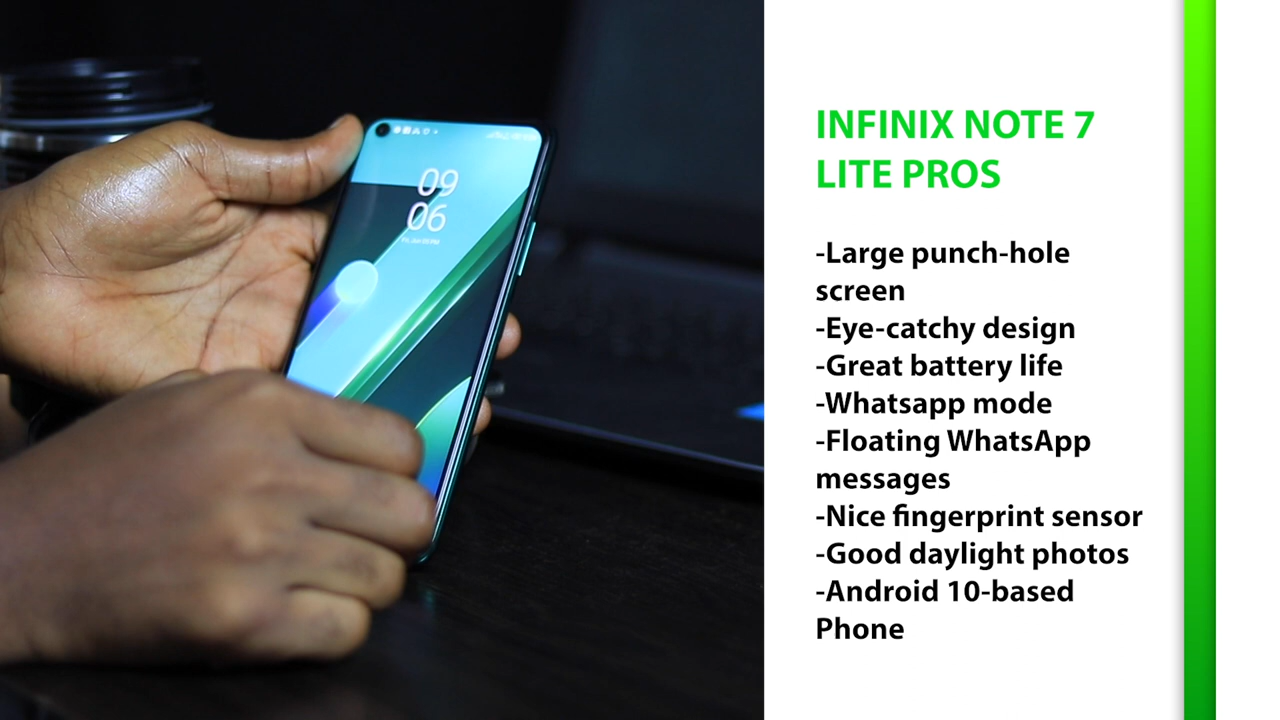 09
06
INFINIX NOTE 7
LITE PROS
-Large punch-hole
screen
-Eye-catchy design
-Great battery life
-Whatsapp mode
-Floating WhatsApp
messages
-Nice fingerprint sensor
-Good daylight photos
-Android 10-based
Phone